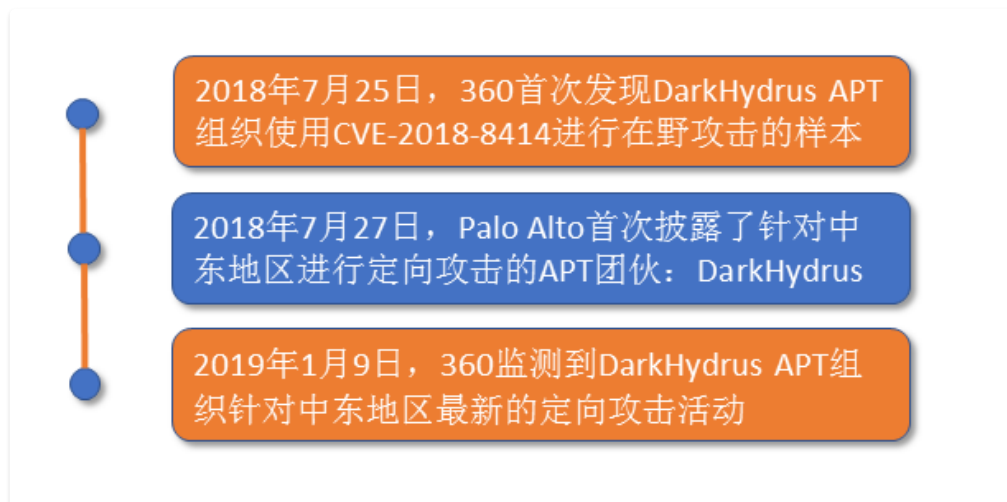 2018年7月25日，360首次发现DarkHydrus APT
组织使用CVE-2018-8414进行在野攻击的样本
2018年7月27日，Palo Alto首次披露了针对中
东地区进行定向攻击的APT团伙：DarkHydrus
2019年1月9日，360监测到DarkHydrus APT组
织针对中东地区最新的定向攻击活动